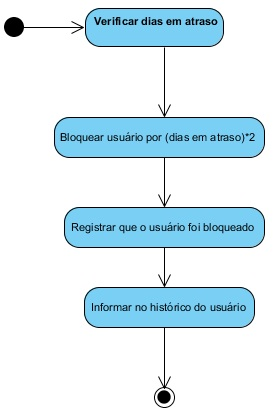 Verificar dias em atraso
Bloquear usuário por (dias em atraso)*2
Registrar que o usuário foi bloqueado
Informar no histórico do usuário